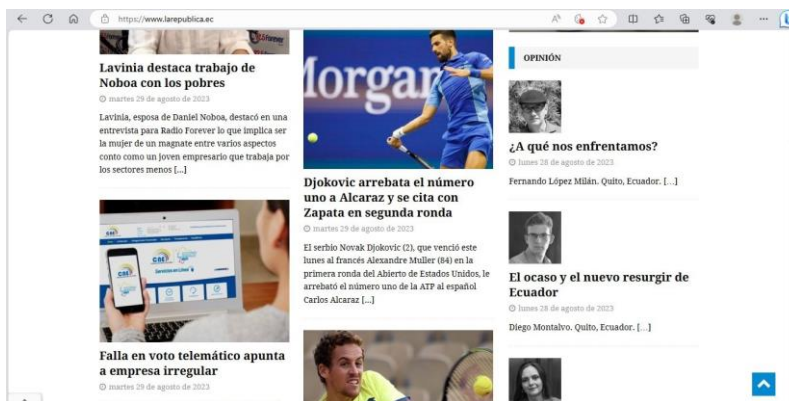 https://www.larepublica.ec
Lavinia destaca trabajo de
Noboa con los pobres
martes 29 de agosto de 2023
Lavinia, esposa de Daniel Noboa, destacó en una
entrevista para Radio Forever lo que implica ser
la mujer de un magnate entre varios aspectos
conto como un joven empresario que trabaja por
los sectores menos [...]
CNE
CNE
Servicios en Línea
Falla en voto telemático apunta
a empresa irregular
martes 29 de agosto de 2023
Morgan
Djokovic arrebata el número
uno a Alcaraz y se cita con
Zapata en segunda ronda
martes 29 de agosto de 2023
El serbio Novak Djokovic (2), que venció este
lunes al francés Alexandre Muller (84) en la
primera ronda del Abierto de Estados Unidos, le
arrebató el número uno de la ATP al español
Carlos Alcaraz [...]
OPINIÓN
¿A qué nos enfrentamos?
lunes 28 de agosto de 2023
Fernando López Milán. Quito, Ecuador. [...]
El ocaso y el nuevo resurgir de
Ecuador
lunes 28 de agosto de 2023
Diego Montalvo. Quito, Ecuador. [...]